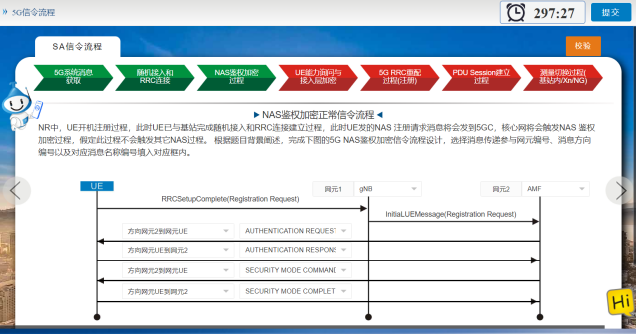 5G信令流程
297:27
提交
SA信令流程
校验
5G系统消息
获取
随机接入和
RRC连接
NAS鉴权加密
过程
UE能力面问与
接入层加密
5G RRC重配
过程(注册)
PDU Session建立
过程
测量切换过程(
基站内/Xn/NG)
NAS鉴权加密正常信令流程
NR中，UE开机注册过程，此时UE已与基站完成随机接入和RRC连接建立过程，此时UE发的NAS 注册请求消息将会发到5GC，核心网将会触发NAS 鉴权
加密过程，假定此过程不会触发其它NAS过程。 根据题目背景阐述，完成下图的5G NAS鉴权加密信令流程设计，选择消息传递参与网元编号、消息方向
编号以及对应消息名称编号填入对应框内。
UE
网元1
gNB
网元2
AMF
RRCSetupComplete(Registration Request)
InitiaLUEMessage(Registration Request)
方向网元2到网元UE
AUTHENTICATION REQUEST
方向网元UE到网元2
AUTHENTICATION RESPONS
方向网元2到网元UE
SECURITY MODE COMMAND
方向网元UE到网元2
SECURITY MODE COMPLET
Hi